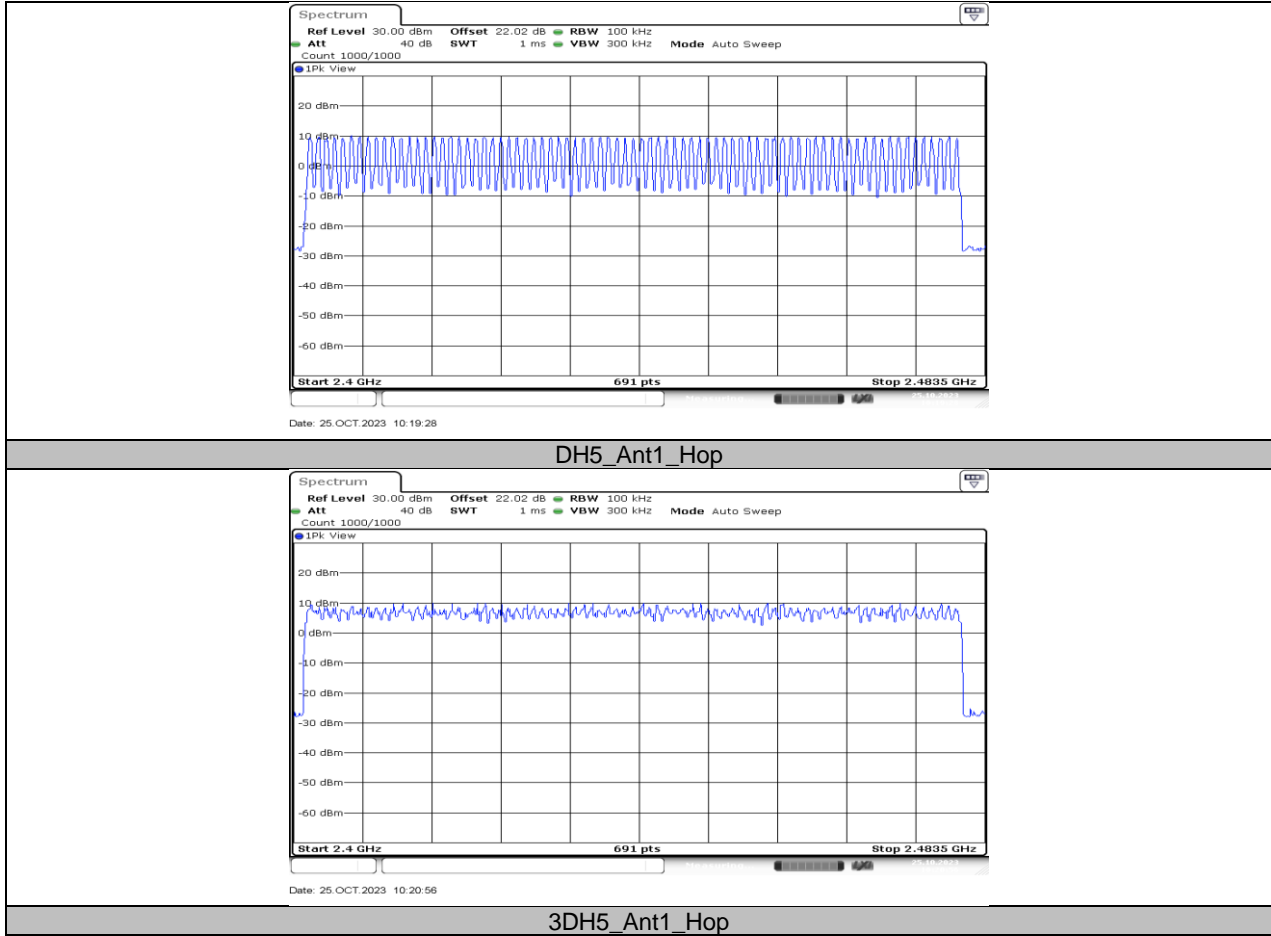 Spectrum
Ref Level 30.00 dBm Offset 22.02 dB RBW 100 kHz
Att 40 dB SWT 1 ms VBW 300 kHz Mode Auto Sweep
Count 1000/1000
1Pk View
20 dBm
10 dBm
0 dBm
-10 dBm
-20 dBm
-30 dBm
-40 dBm
-50 dBm
-60 dBm
Start 2.4 GHz 691 pts Stop 2.4835 GHz
Date: 25.OCT.2023 10:19:28
DH5_Ant1_Hop
Spectrum
Ref Level 30.00 dBm Offset 22.02 dB RBW 100 kHz
Att 40 dB SWT 1 ms VBW 300 kHz Mode Auto Sweep
Count 1000/1000
1Pk View
20 dBm
10 dBm
0 dBm
-10 dBm
-20 dBm
-30 dBm
-40 dBm
-50 dBm
-60 dBm
Start 2.4 GHz 691 pts Stop 2.4835 GHz
Date: 25.OCT.2023 10:20:56
3DH5_Ant1_Hop